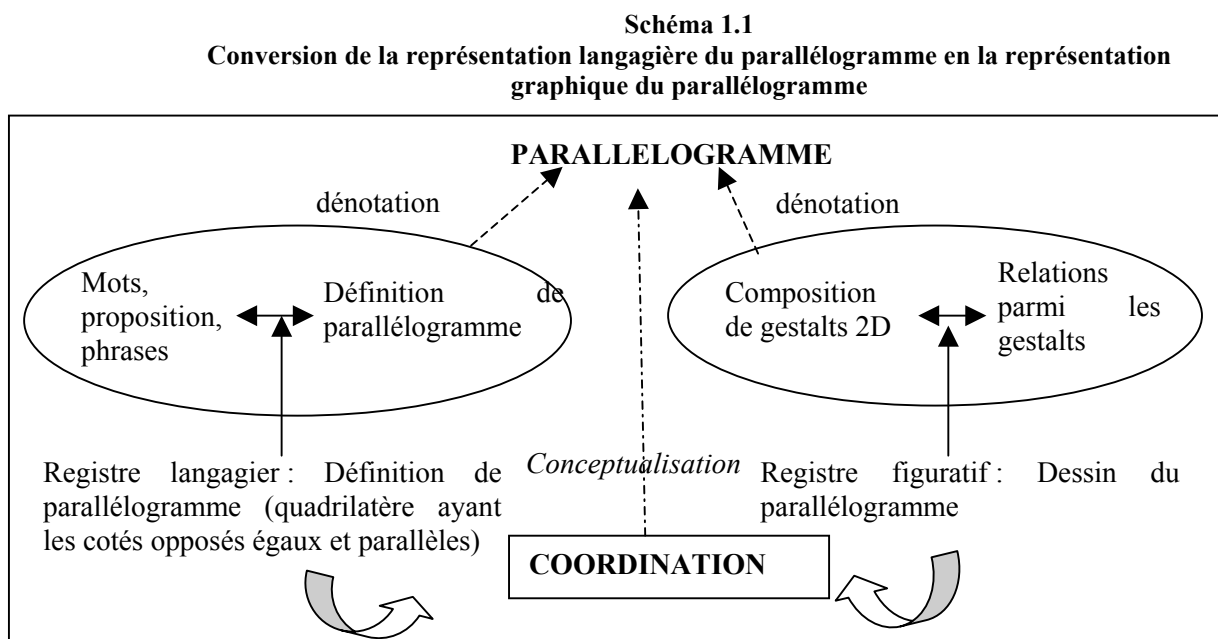 Schéma 1.1
Conversion de la représentation langagière du parallélogramme en la représentation
graphique du parallélogramme
PARALLELOGRAMME
dénotation
dénotation
Mots,
proposition,
phrases
Définition de
parallélogramme
Composition
de gestalts 2D
Relations
parmi les
gestalts
Registre langagier : Définition de
parallélogramme (quadrilatère ayant
les cotés opposés égaux et parallèles)
Conceptualisation
Registre figuratif : Dessin du
parallélogramme
COORDINATION